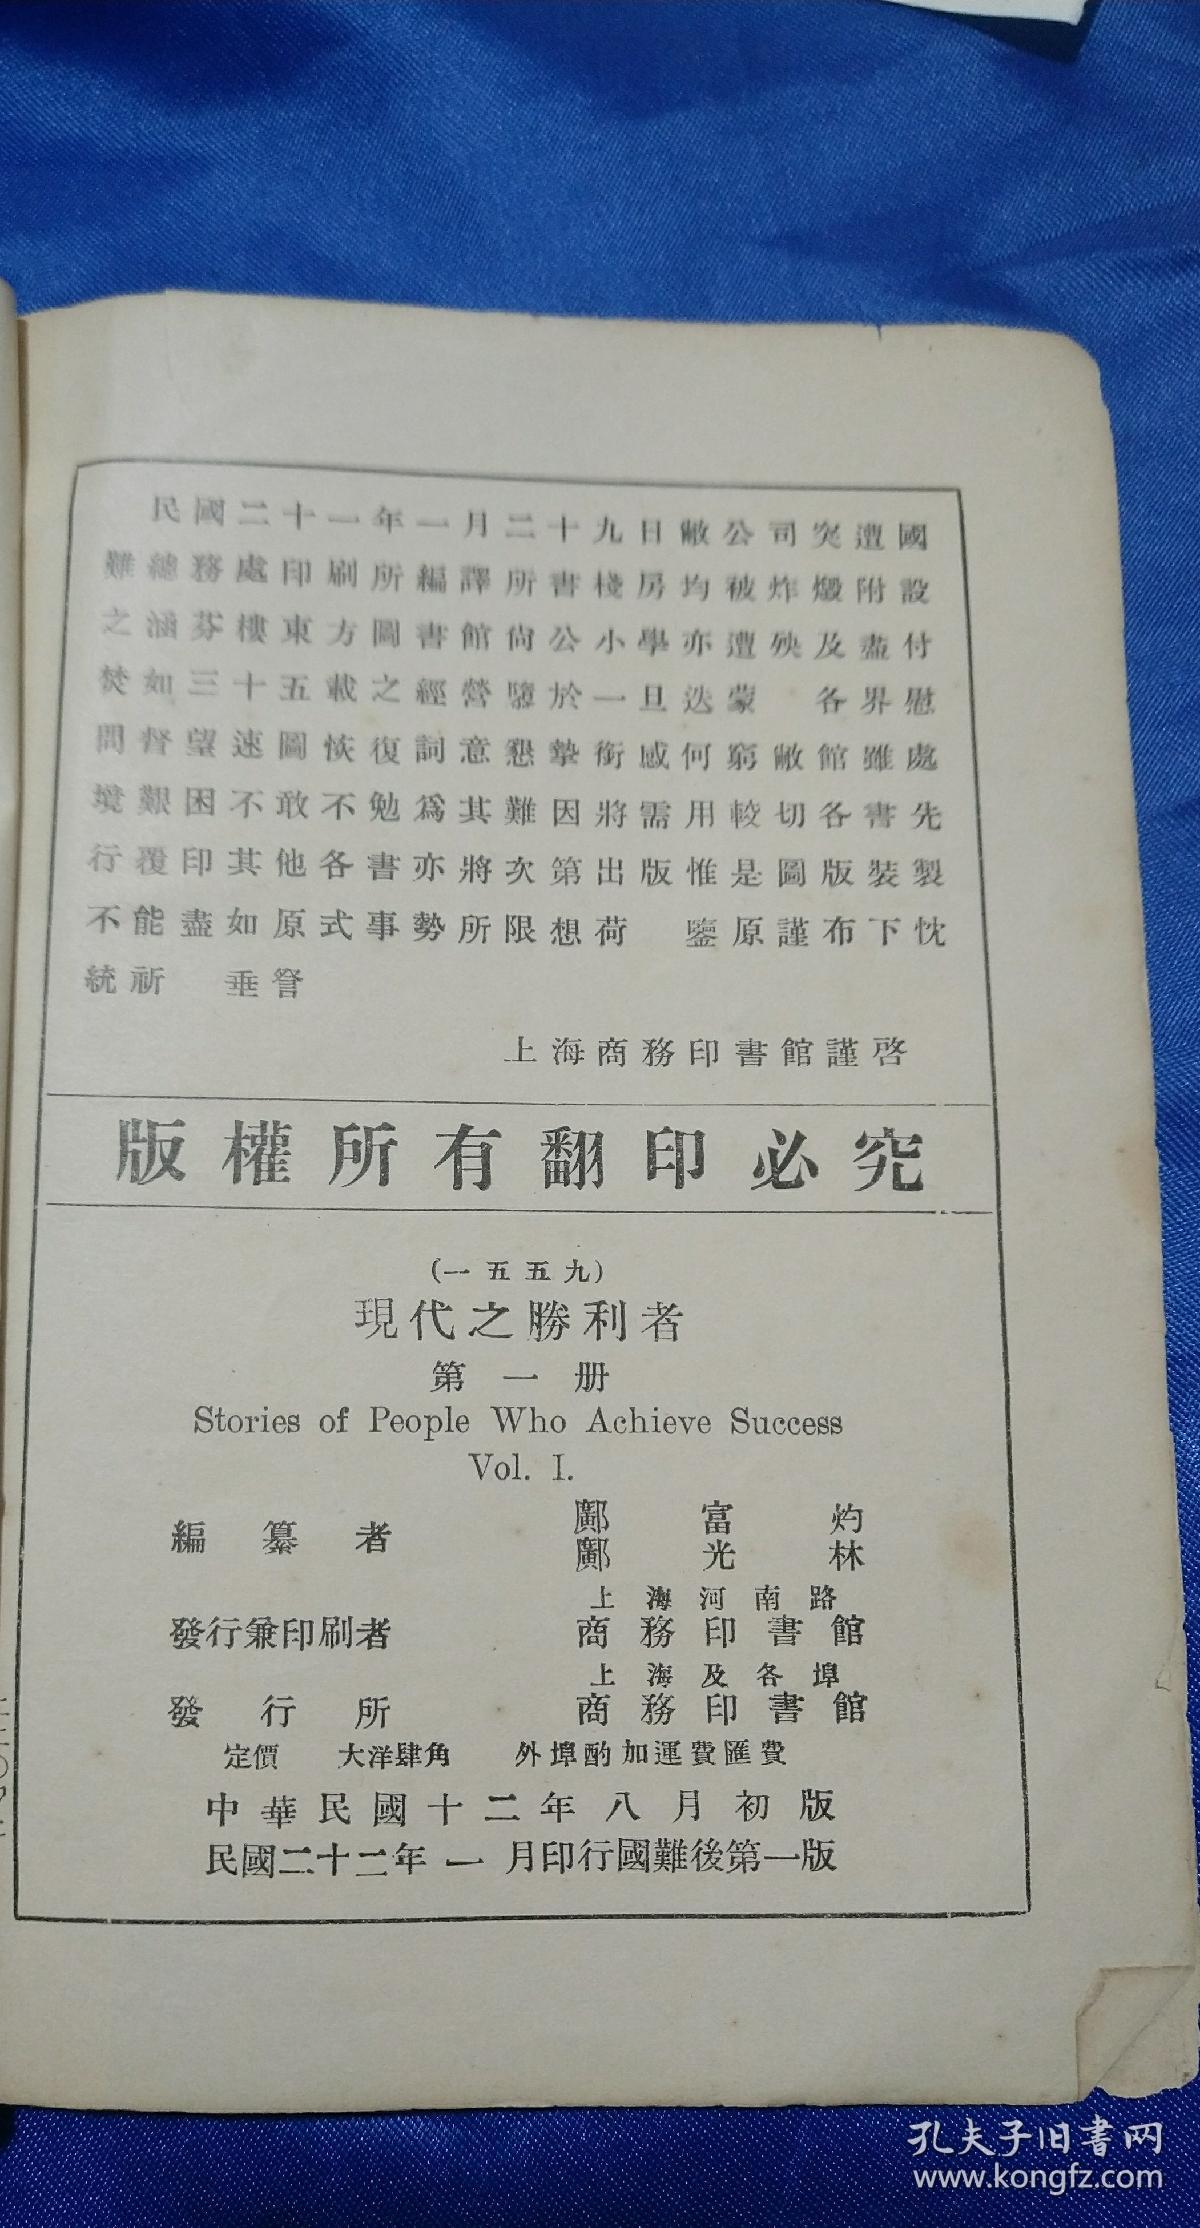 民國二十一年一月二十九日敝公司突遭國
難總務處印刷所編譯所書棧房均被炸燬附設
之涵芬樓東方圖書館尚公小學亦遭殃及盡付
焚如三十五載之經營隳於一旦迭蒙 各界慰
問督望速圖恢復詞意懇摯銜感何窮敝館雖處
境艱困不敢不勉爲其難因將需用較切各書先
行覆印其他各書亦將次第出版惟是圖版裝製
不能盡如原式事勢所限想荷 鑒原謹布下忱
統祈 垂詧
上海商務印書館謹啓
版權所有翻印必究
(一五五九)
現代之勝利者
第一册
Stories of People Who Achieve Success
Vol. I.
編纂者 鄺富灼 鄺光林
上海河南路
發行兼印刷者 商務印書館
上海及各埠
發行所 商務印書館
定價 大洋肆角 外埠酌加運費匯費
中華民國十二年八月初版
民國二十二年一月印行國難後第一版
孔夫子旧書网
www.kongfz.com